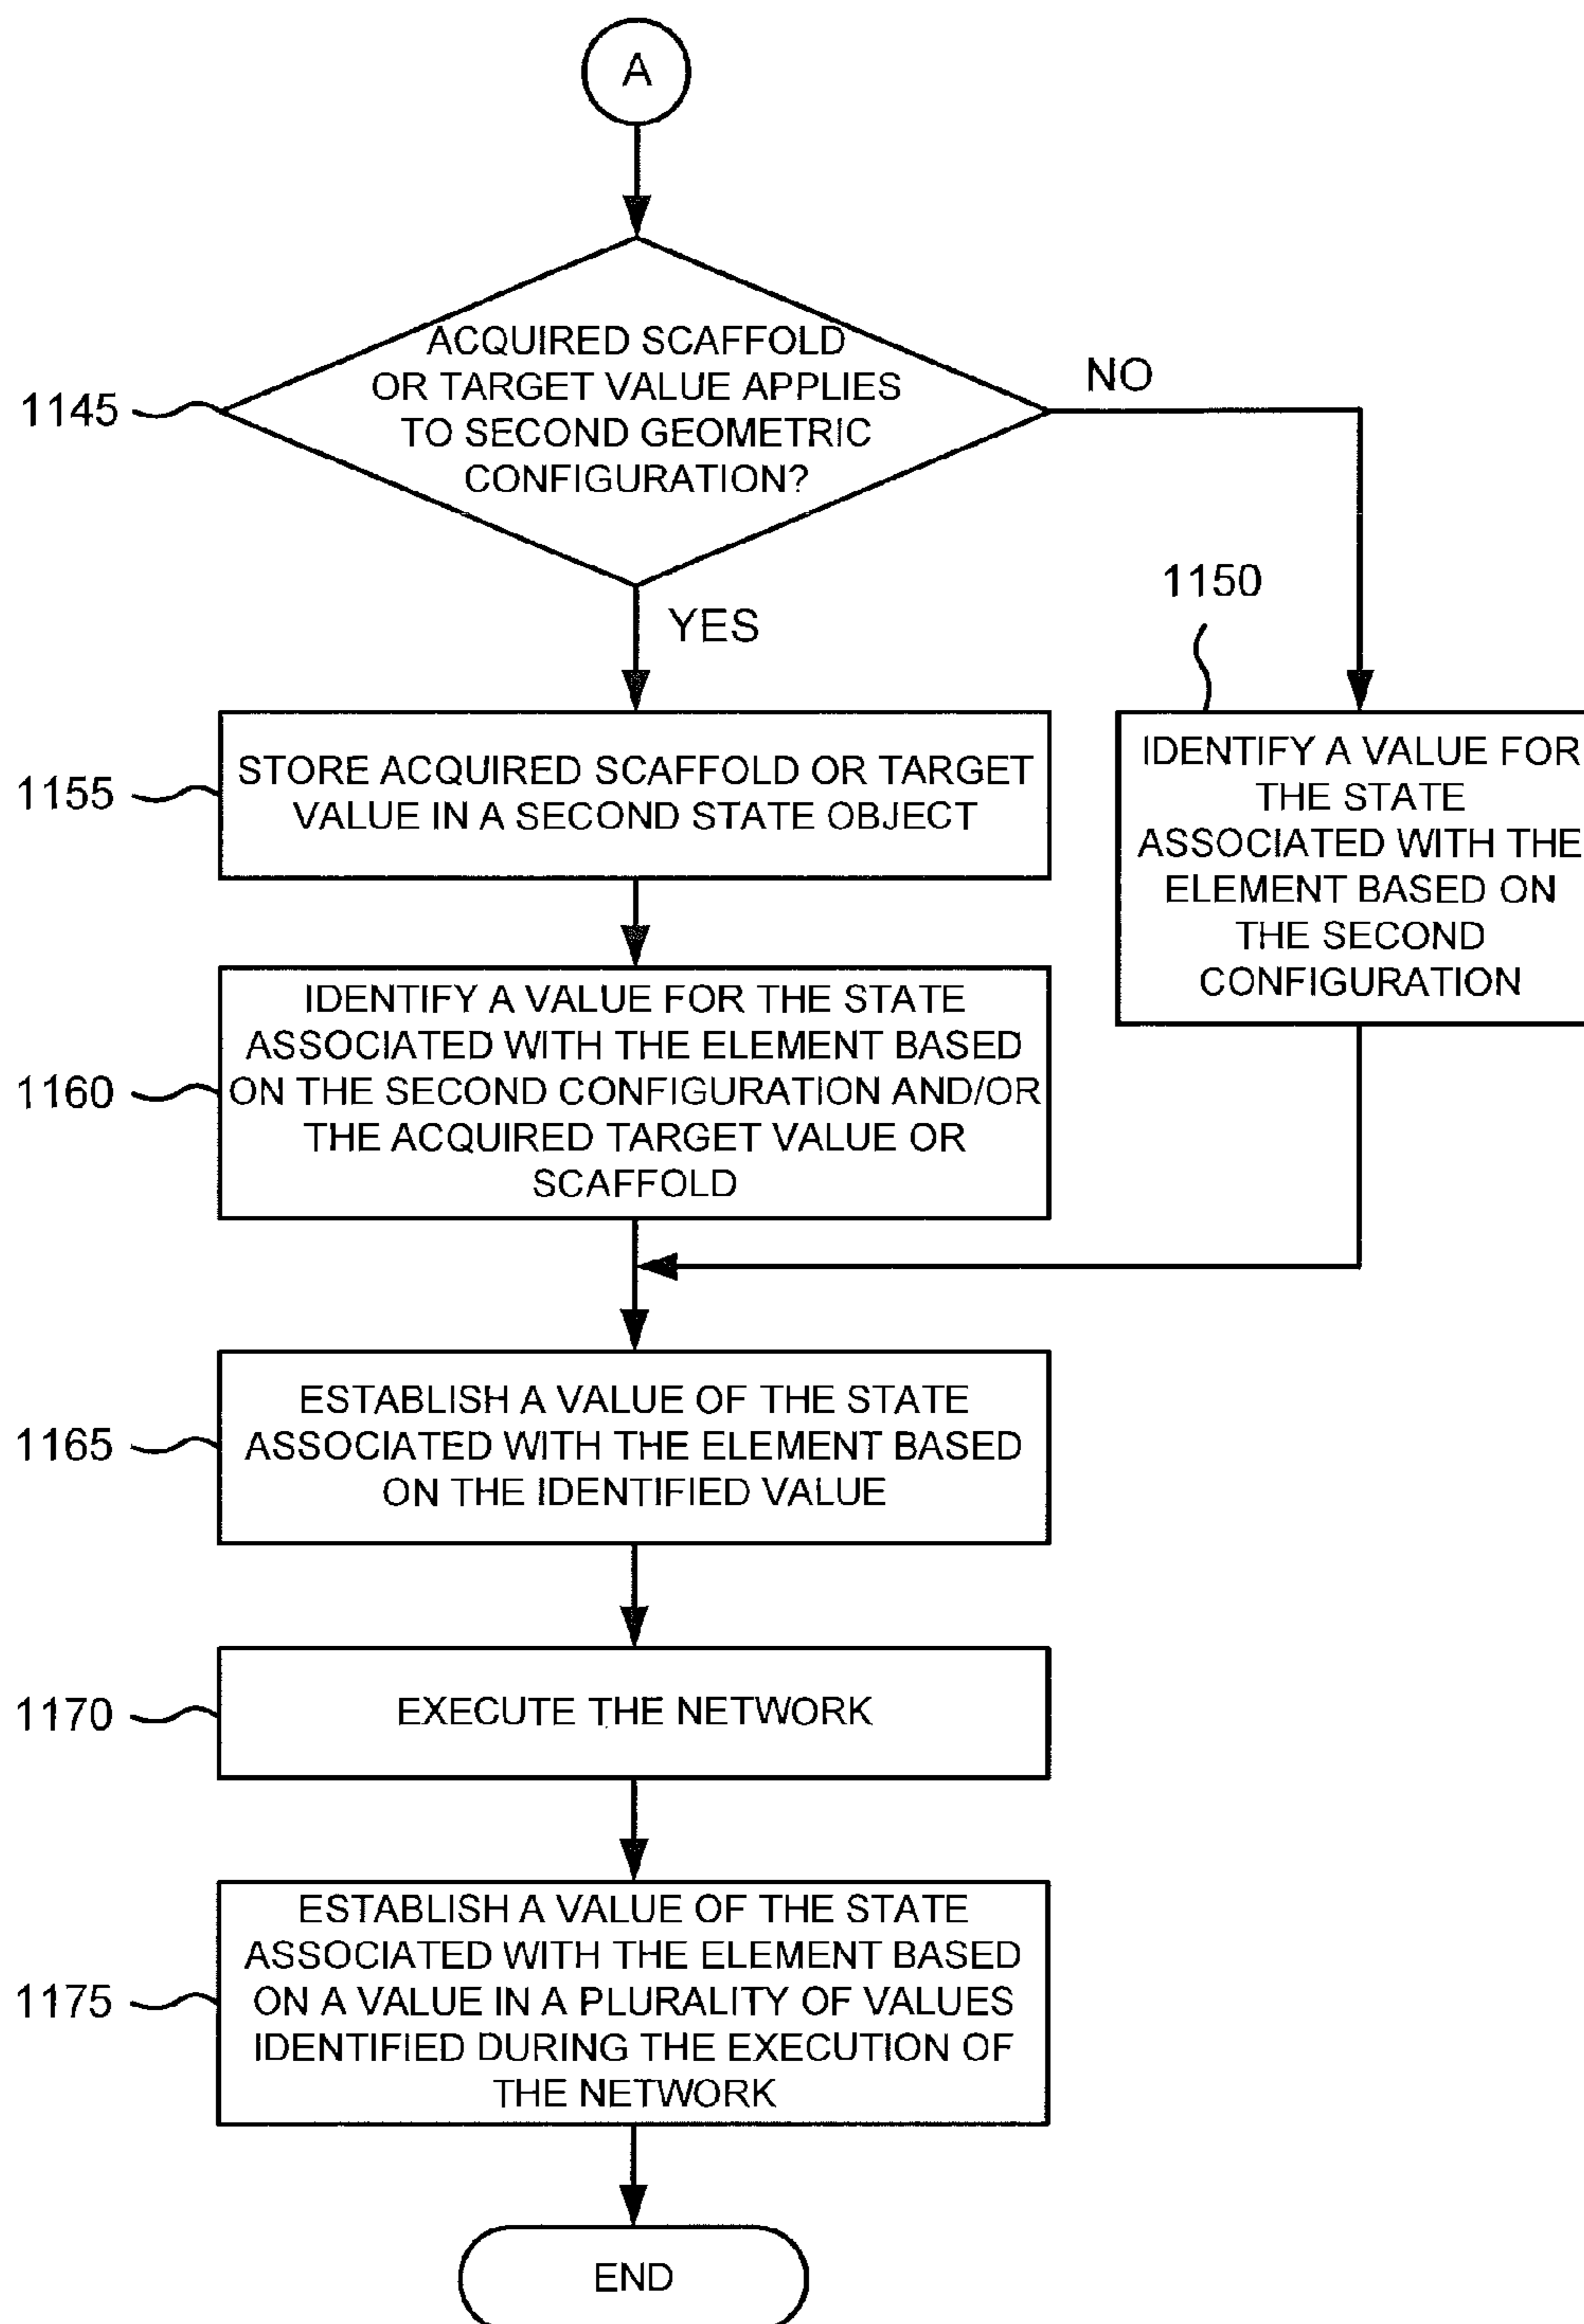 A
ACQUIRED SCAFFOLD
OR TARGET VALUE APPLIES
TO SECOND GEOMETRIC
CONFIGURATION?
1145
NO
YES
1150
IDENTIFY A VALUE FOR
THE STATE
ASSOCIATED WITH THE
ELEMENT BASED ON
THE SECOND
CONFIGURATION
1155
STORE ACQUIRED SCAFFOLD OR TARGET
VALUE IN A SECOND STATE OBJECT
1160
IDENTIFY A VALUE FOR THE STATE
ASSOCIATED WITH THE ELEMENT BASED
ON THE SECOND CONFIGURATION AND/OR
THE ACQUIRED TARGET VALUE OR
SCAFFOLD
1165
ESTABLISH A VALUE OF THE STATE
ASSOCIATED WITH THE ELEMENT BASED
ON THE IDENTIFIED VALUE
1170
EXECUTE THE NETWORK
1175
ESTABLISH A VALUE OF THE STATE
ASSOCIATED WITH THE ELEMENT BASED
ON A VALUE IN A PLURALITY OF VALUES
IDENTIFIED DURING THE EXECUTION OF
THE NETWORK
END